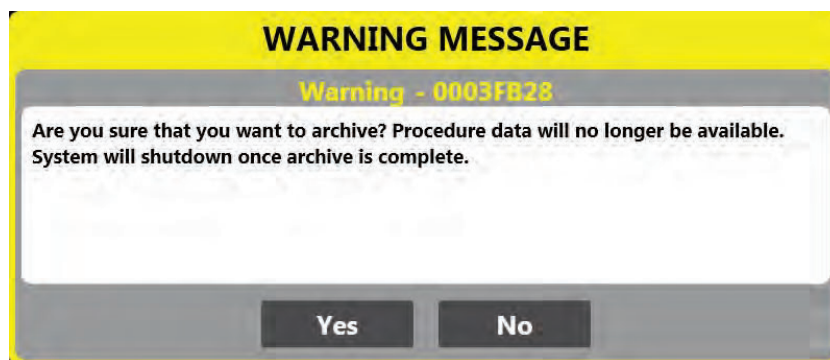 WARNING MESSAGE
Warning - 0003FB28
Are you sure that you want to archive? Procedure data will no longer be available.
System will shutdown once archive is complete.
Yes
No